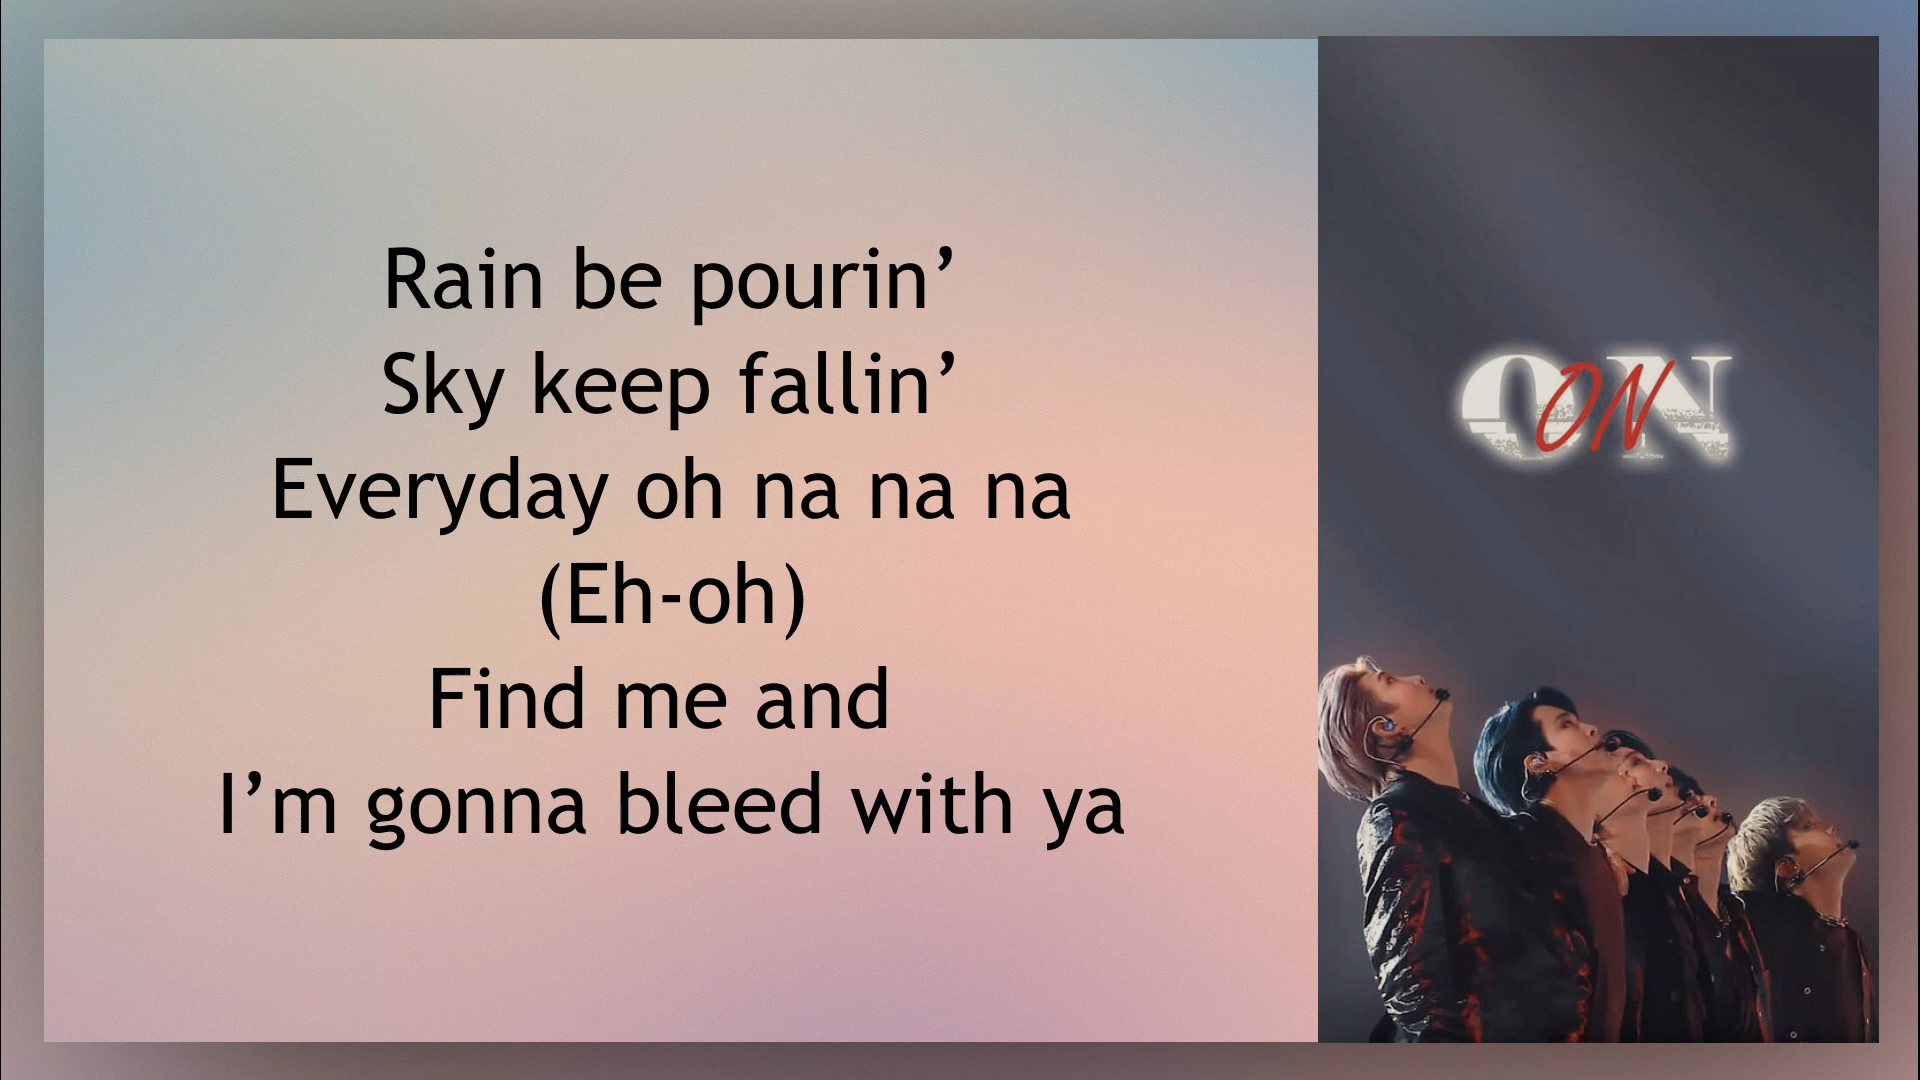 Rain be pourin’
Sky keep fallin’
Everyday oh na na na
(Eh-oh)
Find me and
I’m gonna bleed with ya
ON
ON